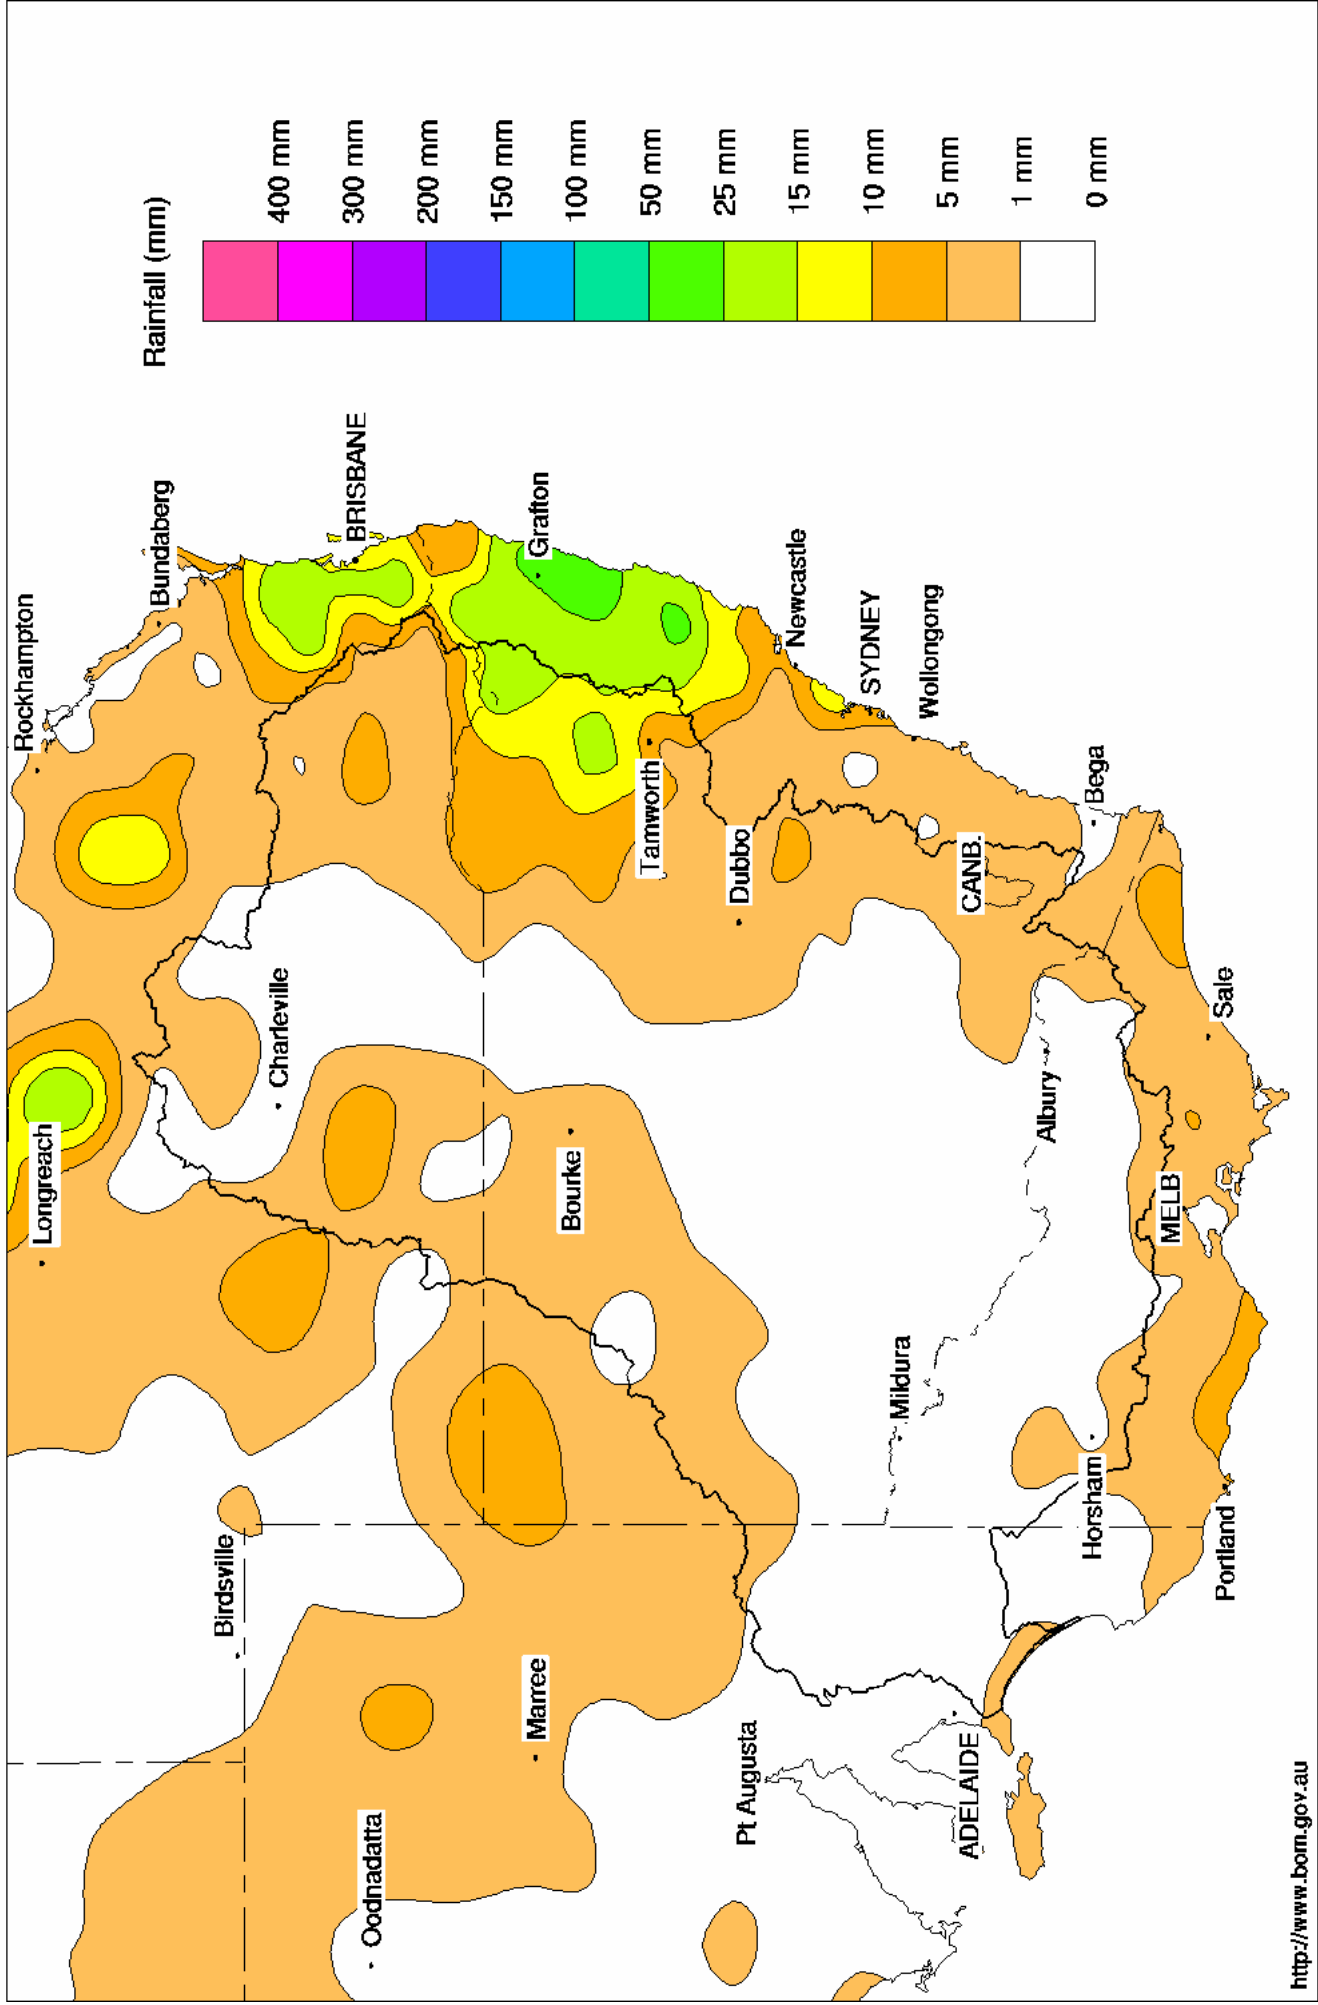 Rainfall (mm)
400 mm
300 mm
200 mm
150 mm
100 mm
50 mm
25 mm
15 mm
10 mm
5 mm
1 mm
0 mm
Rockhampton
Bundaberg
BRISBANE
Grafton
Newcastle
SYDNEY
Wollongong
Bega
Tamworth
Dubbo
CANB.
Longreach
Charleville
Bourke
Albury
Sale
MELB
Mildura
Horsham
Portland
Birdsville
Marree
Oodnadatta
Pt Augusta
ADELAIDE
http://www.bom.gov.au